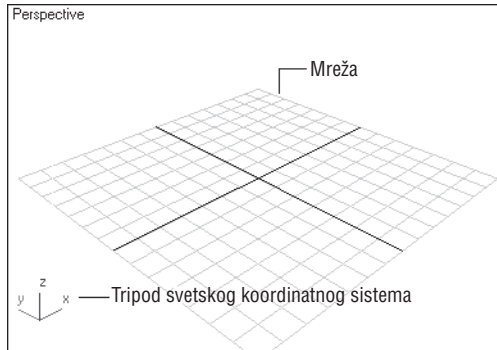 Perspective
Mreža
z
y x Tripod svetskog koordinatnog sistema